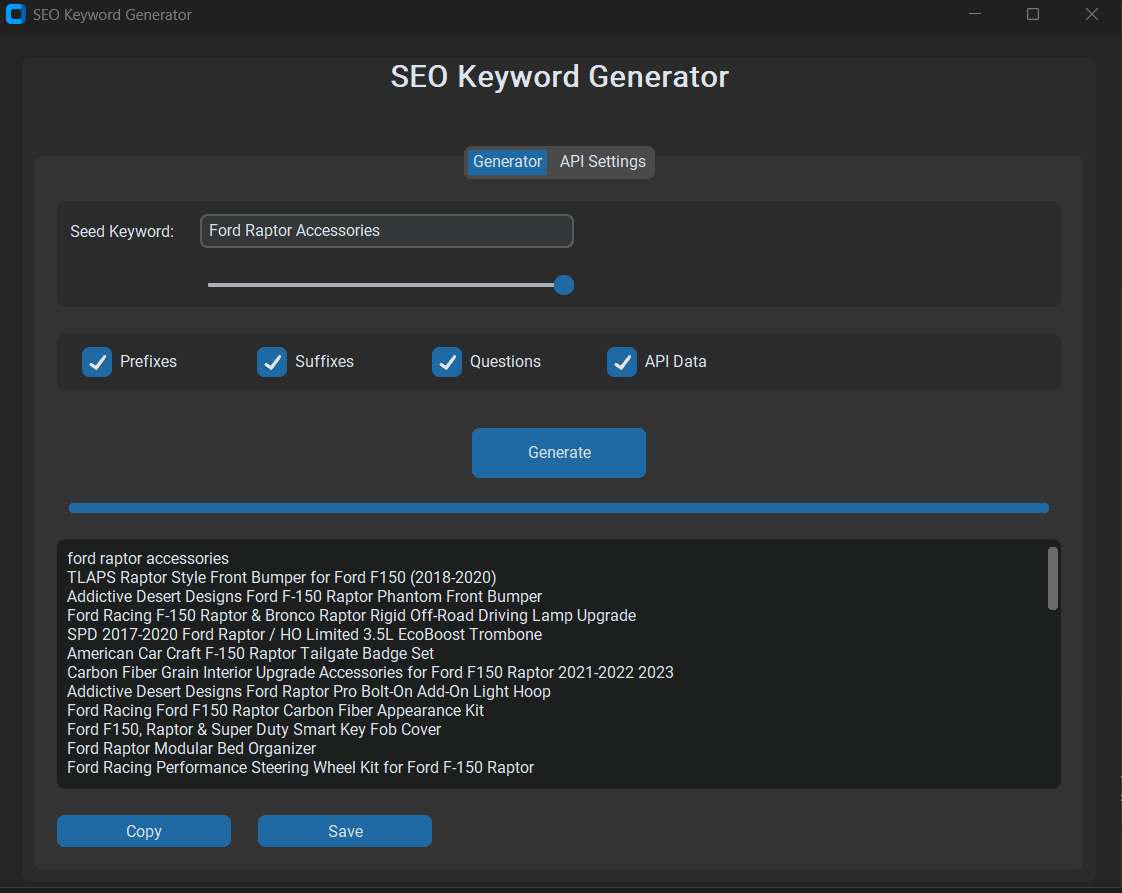 SEO Keyword Generator
SEO Keyword Generator
Generator API Settings
Seed Keyword: Ford Raptor Accessories
Prefixes Suffixes Questions API Data
Generate
ford raptor accessories
TLAPS Raptor Style Front Bumper for Ford F150 (2018-2020)
Addictive Desert Designs Ford F-150 Raptor Phantom Front Bumper
Ford Racing F-150 Raptor & Bronco Raptor Rigid Off-Road Driving Lamp Upgrade
SPD 2017-2020 Ford Raptor / HO Limited 3.5L EcoBoost Trombone
American Car Craft F-150 Raptor Tailgate Badge Set
Carbon Fiber Grain Interior Upgrade Accessories for Ford F150 Raptor 2021-2022 2023
Addictive Desert Designs Ford Raptor Pro Bolt-On Add-On Light Hoop
Ford Racing Ford F150 Raptor Carbon Fiber Appearance Kit
Ford F150, Raptor & Super Duty Smart Key Fob Cover
Ford Raptor Modular Bed Organizer
Ford Racing Performance Steering Wheel Kit for Ford F-150 Raptor
Copy Save